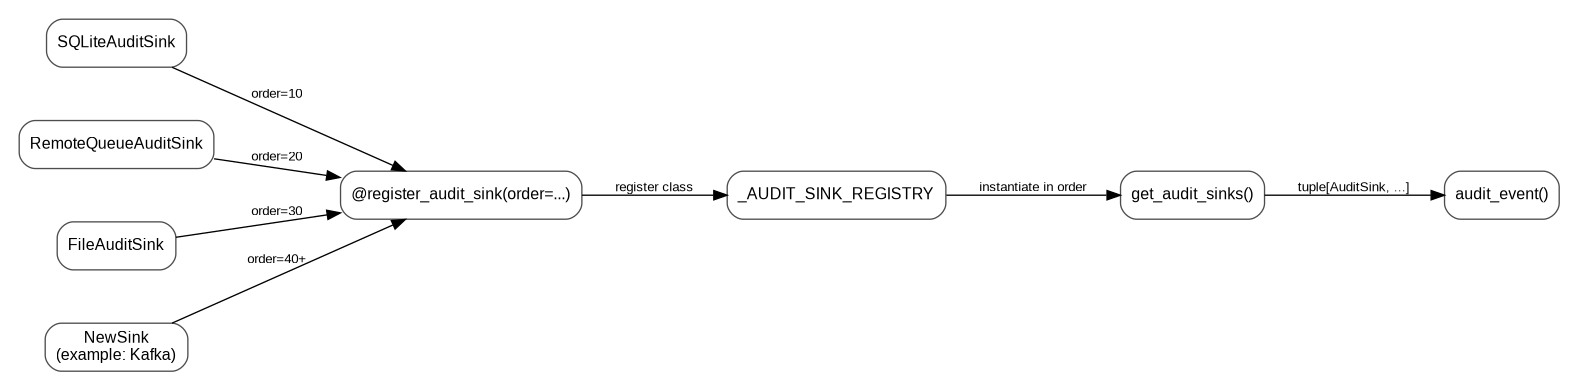 SQLiteAuditSink
order=10
RemoteQueueAuditSink
order=20
@register_audit_sink(order=...)
register class
_AUDIT_SINK_REGISTRY
instantiate in order
get_audit_sinks()
tuple[AuditSink, ...]
audit_event()
order=30
FileAuditSink
order=40+
NewSink
(example: Kafka)